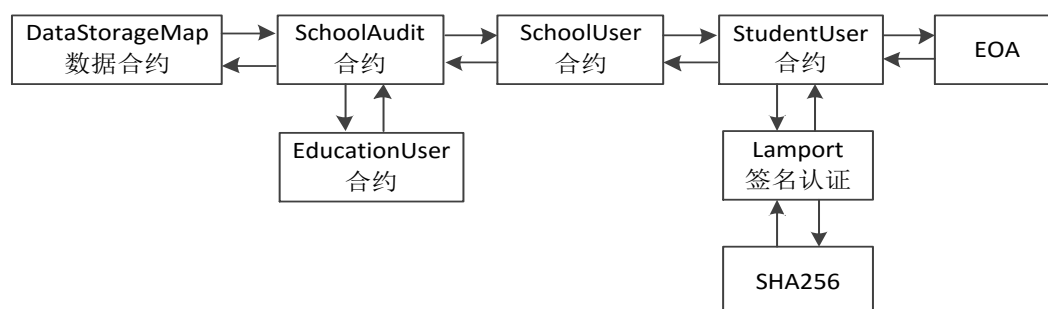 DataStorageMap
数据合约
SchoolAudit
合约
SchoolUser
合约
StudentUser
合约
EOA
EducationUser
合约
Lamport
签名认证
SHA256